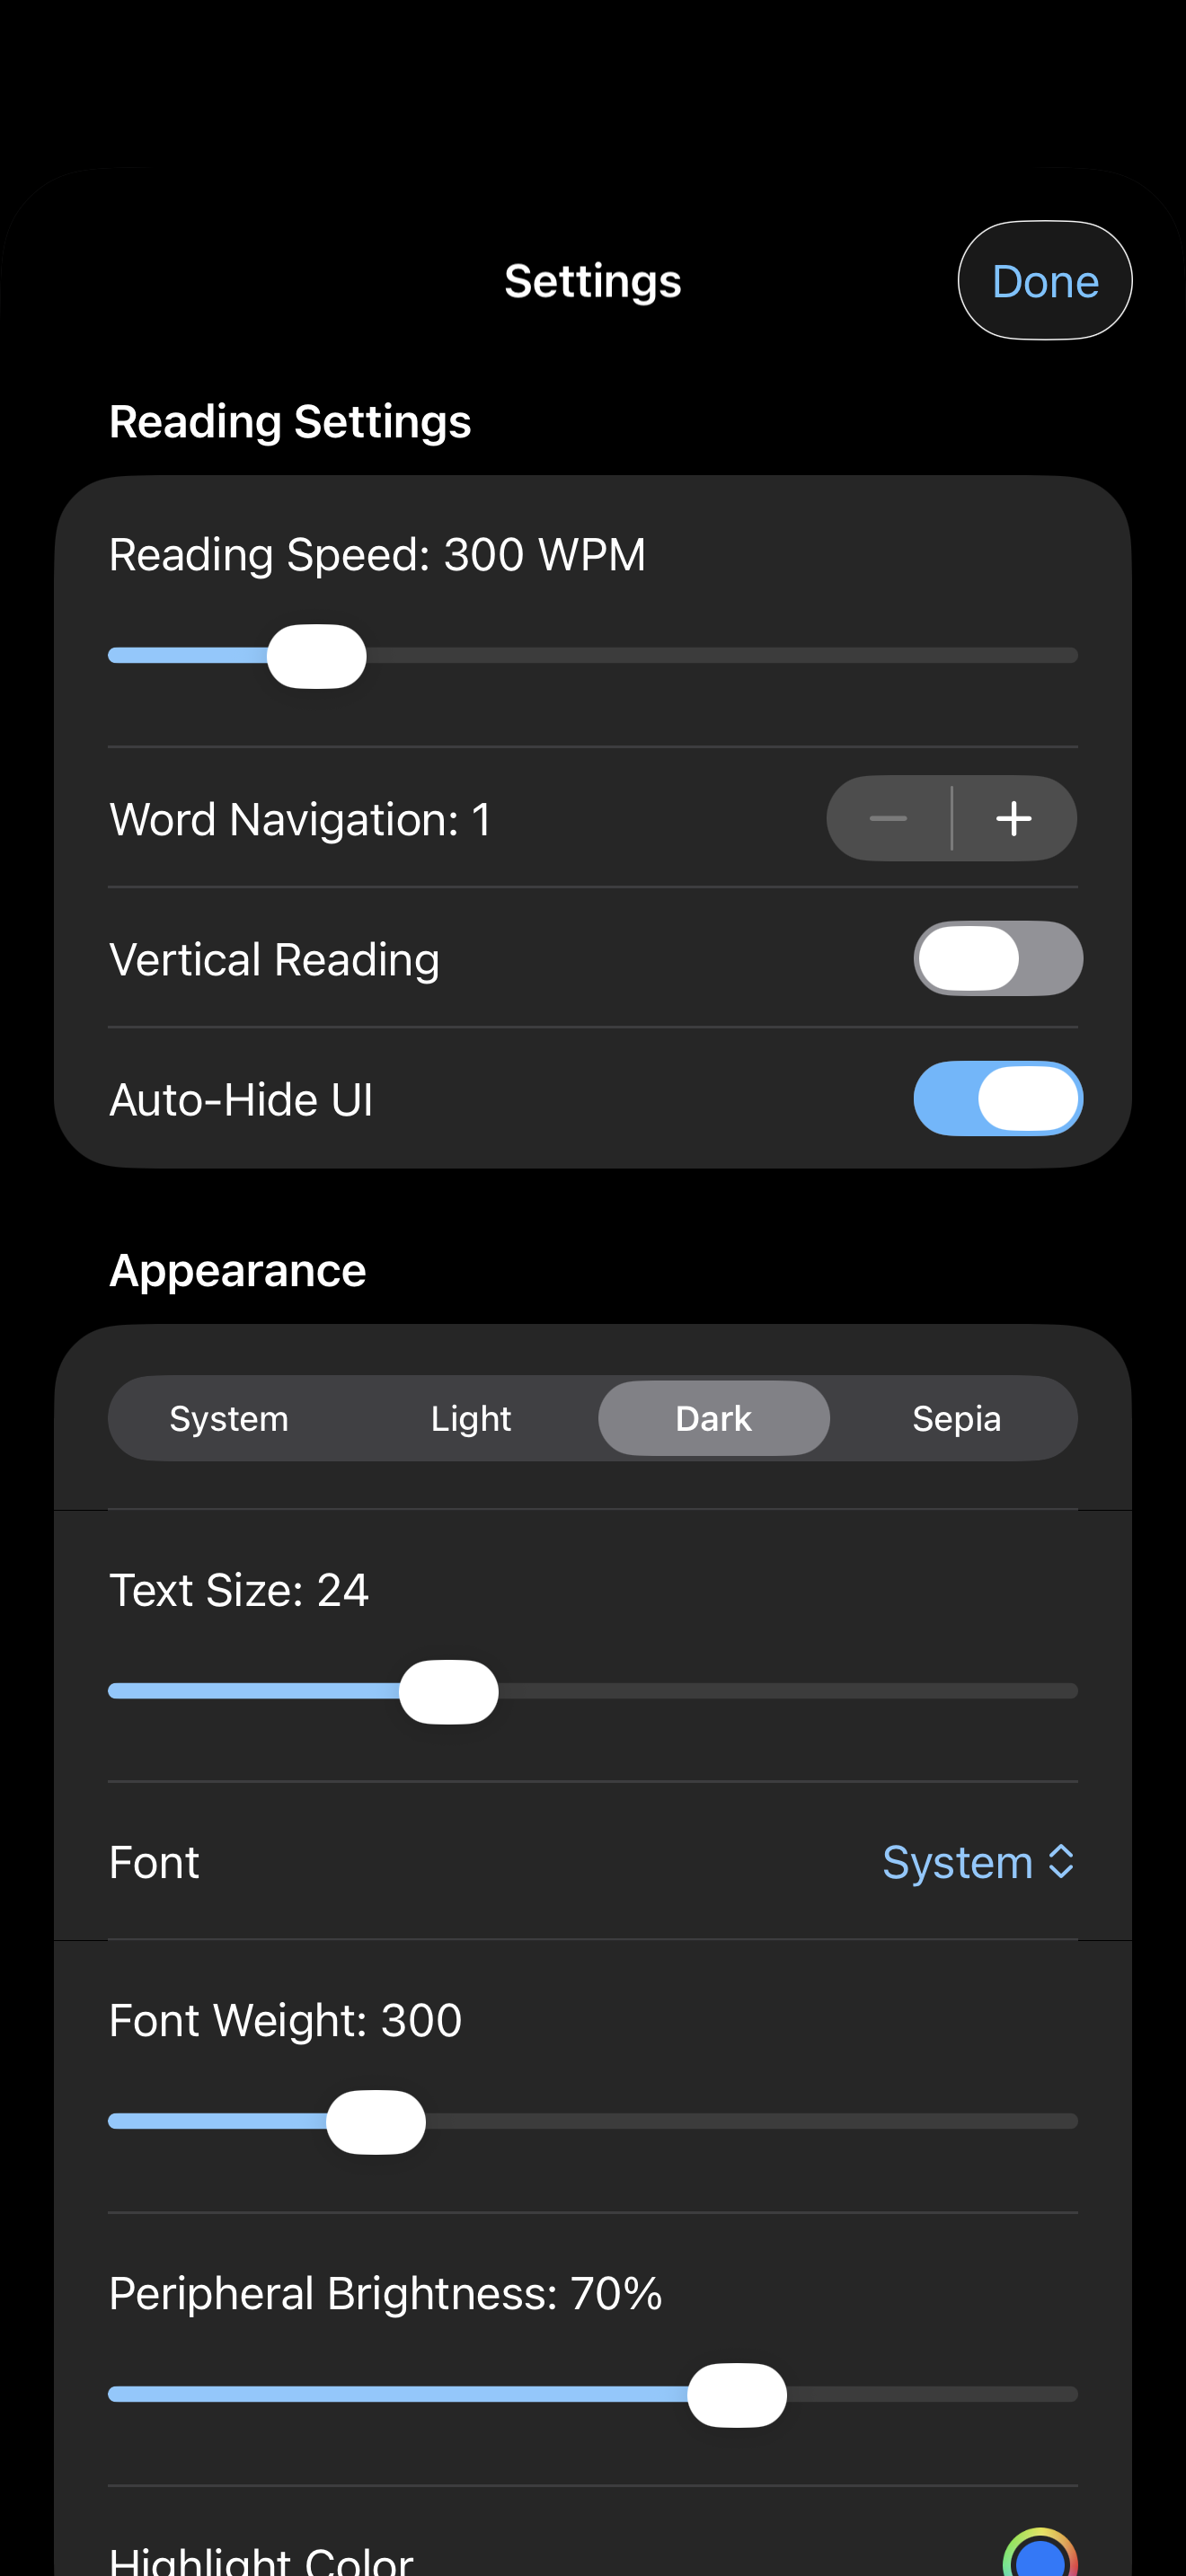 Settings
Done
Reading Settings
Reading Speed: 300 WPM
Word Navigation: 1
Vertical Reading
Auto-Hide UI
Appearance
System Light Dark Sepia
Text Size: 24
Font System
Font Weight: 300
Peripheral Brightness: 70%
Highlight Color